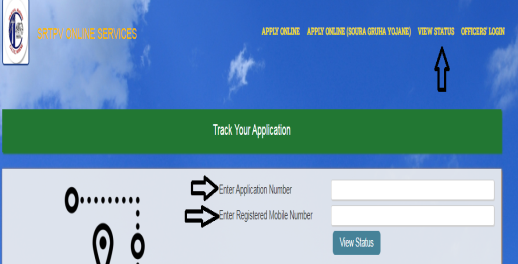 SRTPV ONLINE SERVICES
APPLY ONLINE APPLY ONLINE (SOURA GRUHA YOJANE) VIEW STATUS OFFICERS' LOGIN
Track Your Application
Enter Application Number
Enter Registered Mobile Number
View Status